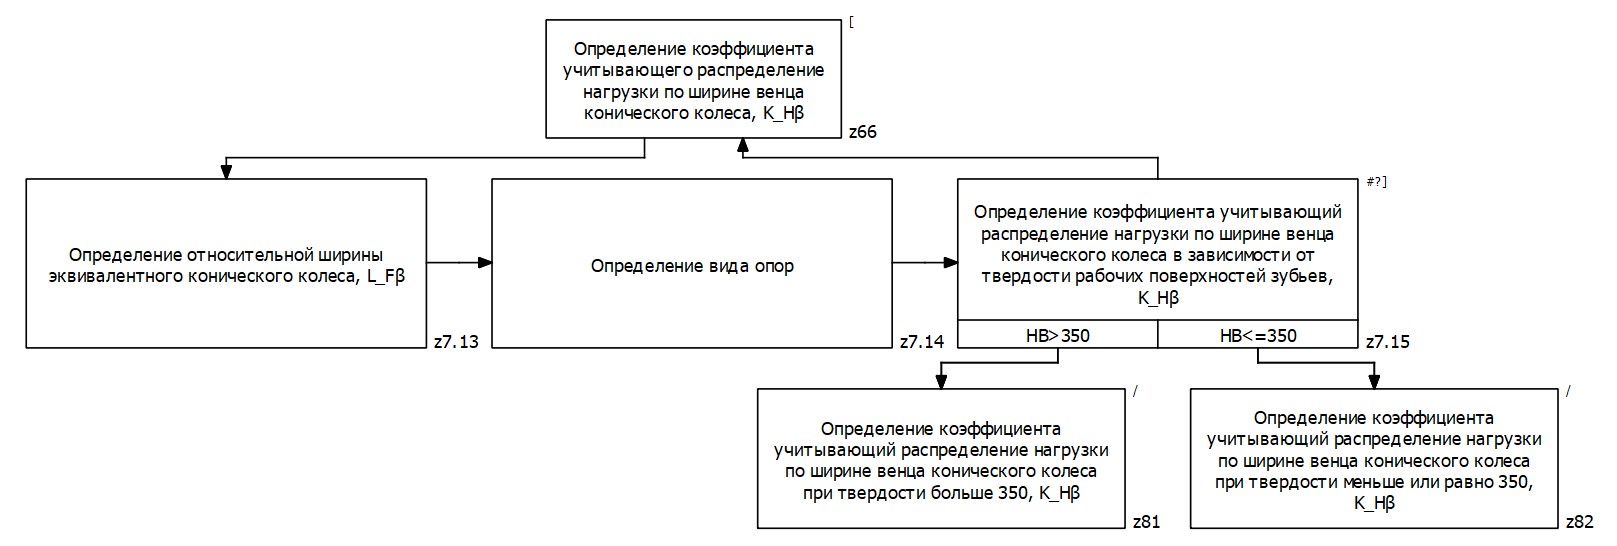 [
Определение коэффициента
учитывающего распределение
нагрузки по ширине венца
конического колеса, K_Hβ
z66
Определение относительной ширины
эквивалентного конического колеса, L_Fβ
z7.13
Определение вида опор
z7.14
#?]
Определение коэффициента учитывающий
распределение нагрузки по ширине венца
конического колеса в зависимости от
твердости рабочих поверхностей зубьев,
K_Hβ
HB>350
HB<=350
z7.15
/
Определение коэффициента
учитывающий распределение нагрузки
по ширине венца конического колеса
при твердости больше 350, K_Hβ
z81
/
Определение коэффициента
учитывающий распределение нагрузки
по ширине венца конического колеса
при твердости меньше или равно 350,
K_Hβ
z82